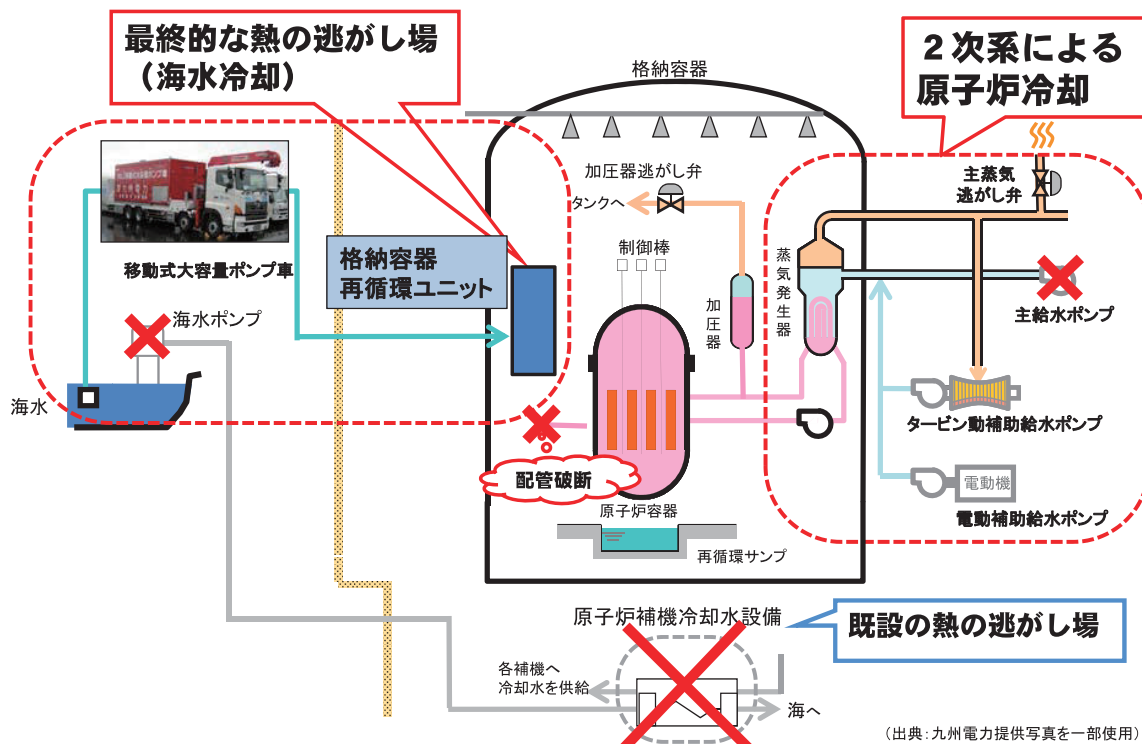 最終的な熱の逃がし場
（海水冷却）
格納容器
２次系による
原子炉冷却
加圧器逃がし弁
タンクへ
主蒸気
逃がし弁
制御棒
蒸気発生器
移動式大容量ポンプ車
格納容器
再循環ユニット
加圧器
主給水ポンプ
海水ポンプ
海水
タービン動補助給水ポンプ
配管破断
電動機
原子炉容器
電動補助給水ポンプ
再循環サンプ
原子炉補機冷却水設備
既設の熱の逃がし場
各補機へ
冷却水を供給
海へ
（出典：九州電力提供写真を一部使用）